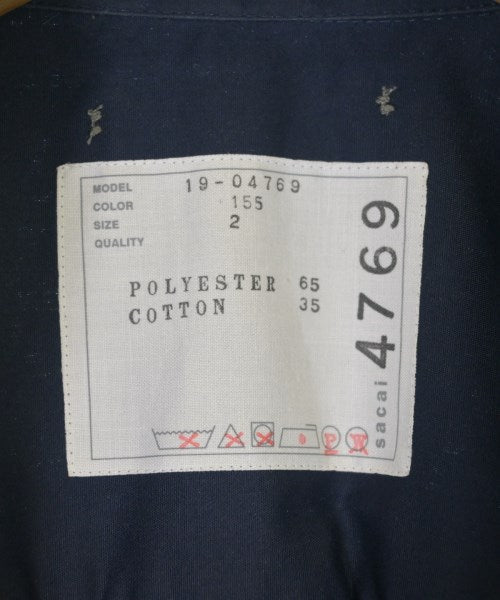 MODEL 19-04769
COLOR 155
SIZE 2
QUALITY
POLYESTER 65
COTTON 35
sacai 4769
P W